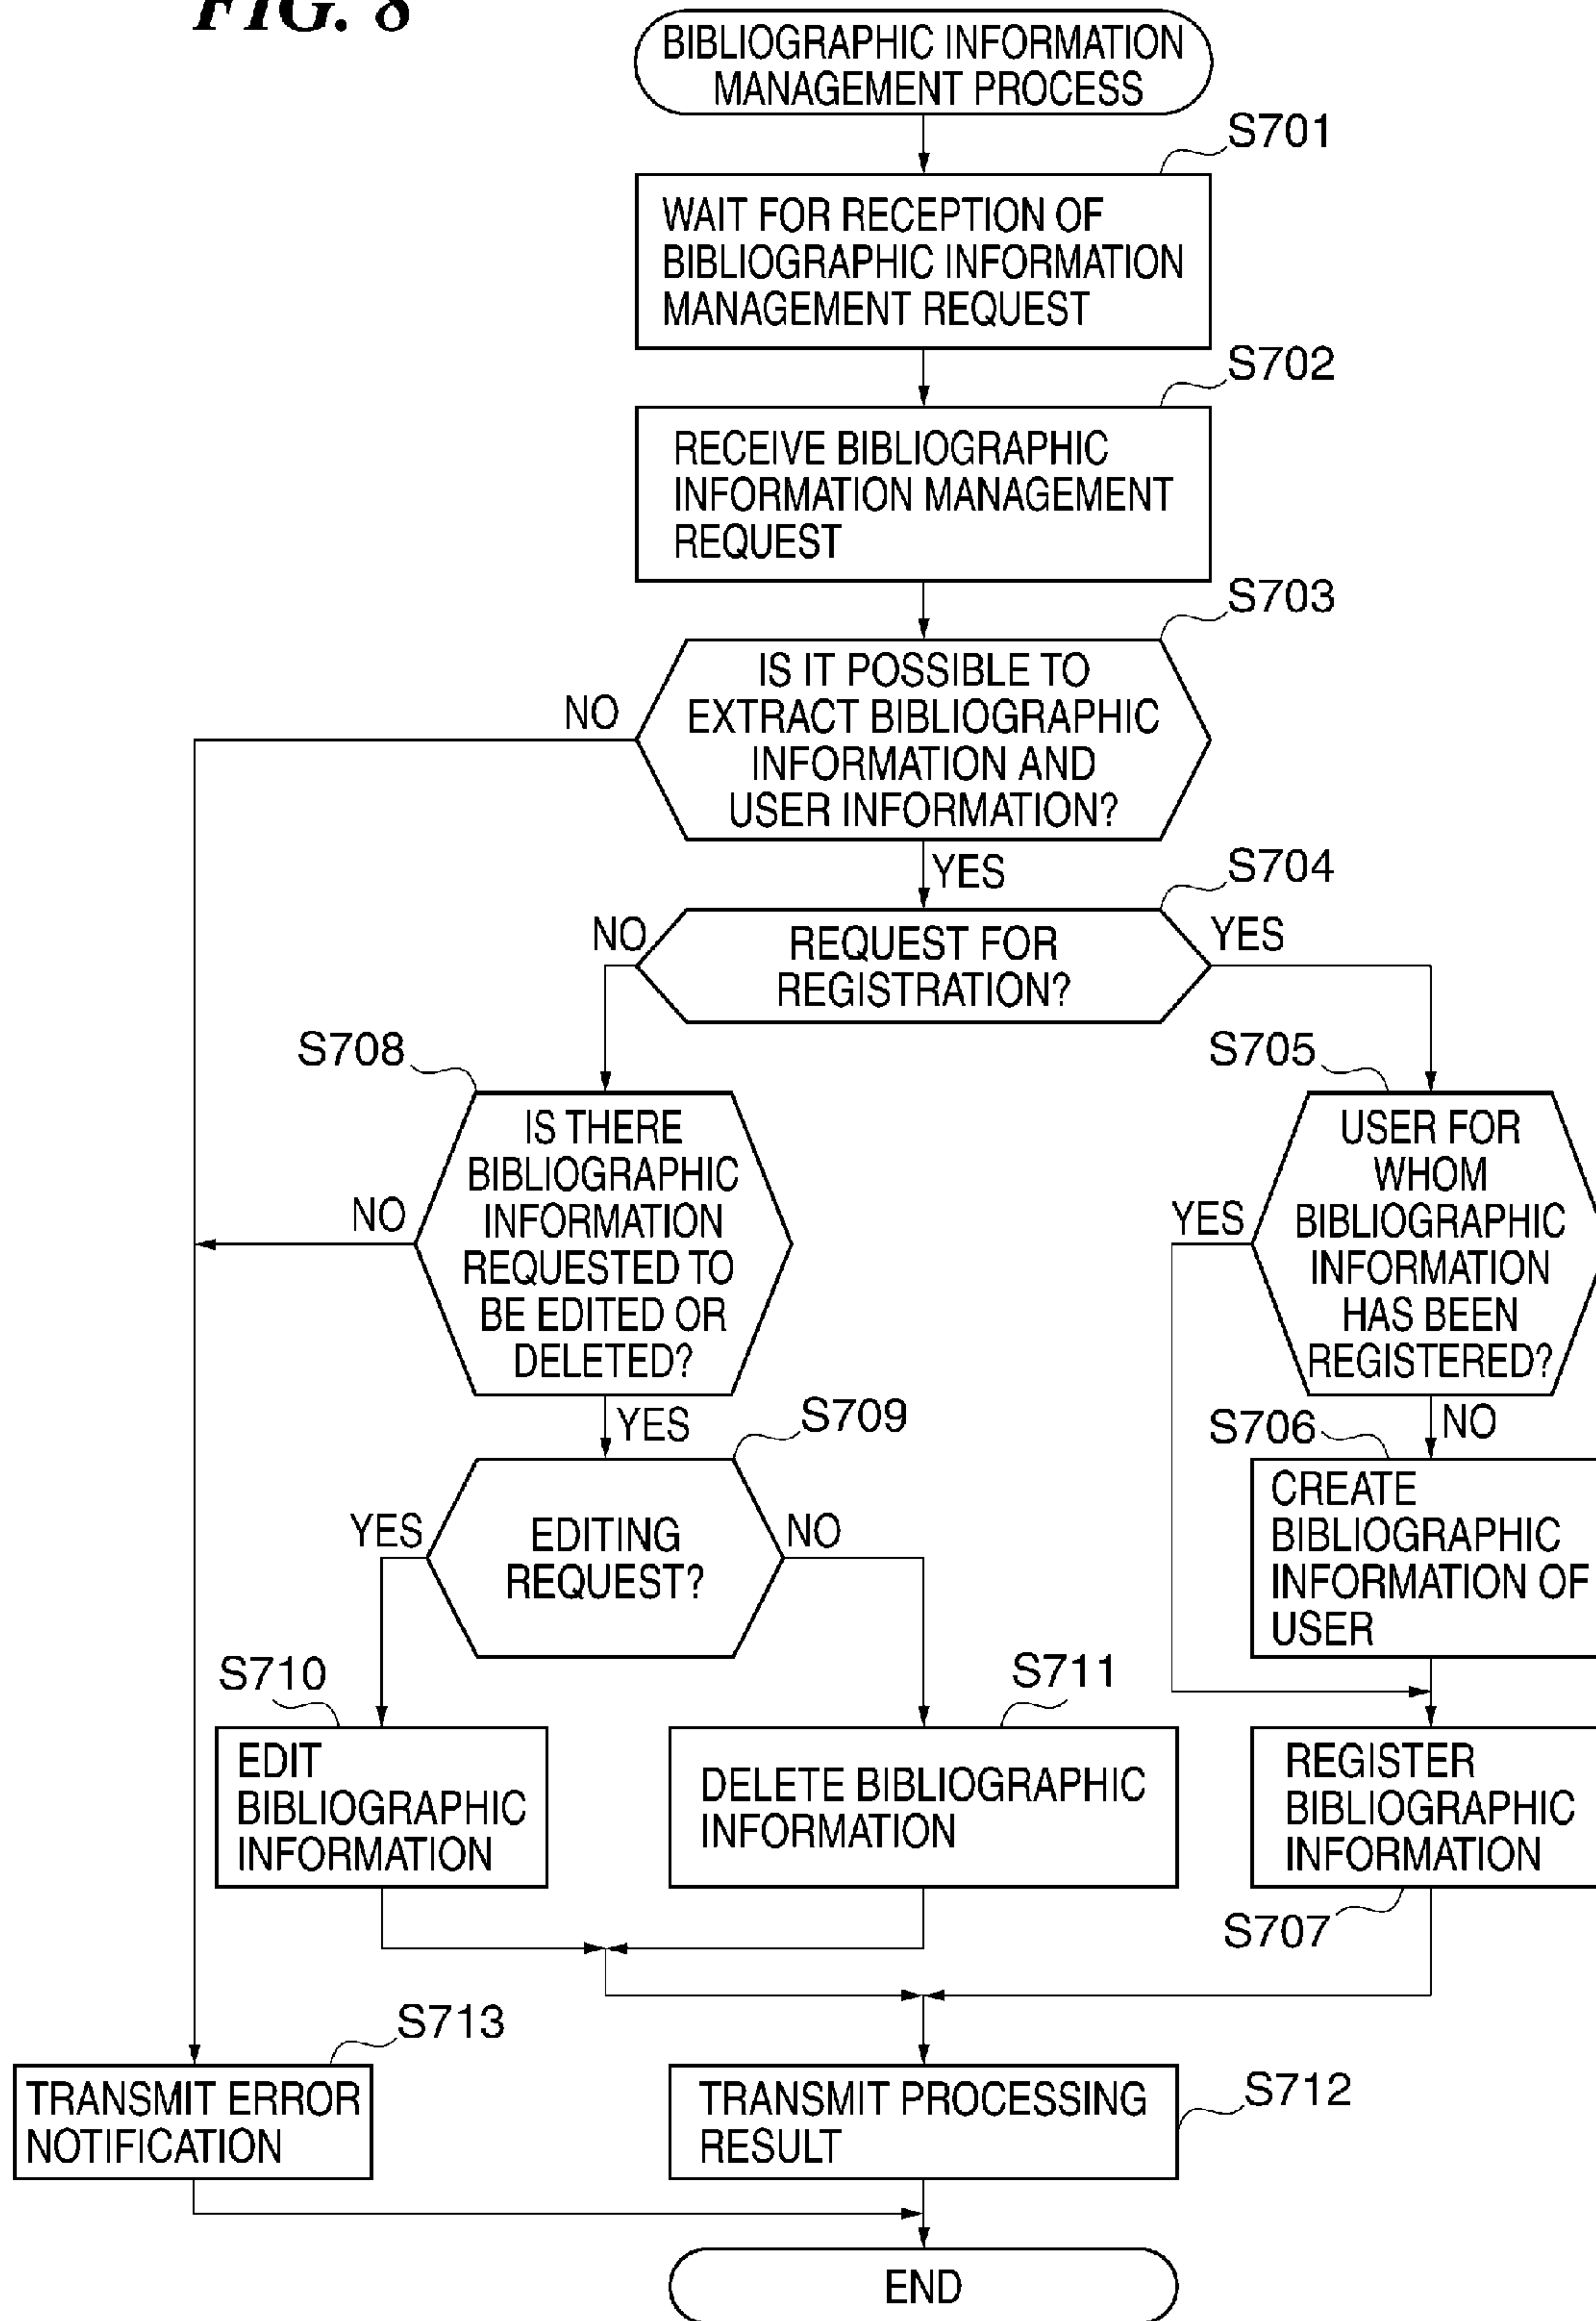 FIG. 8
BIBLIOGRAPHIC INFORMATION
MANAGEMENT PROCESS
S701
WAIT FOR RECEPTION OF
BIBLIOGRAPHIC INFORMATION
MANAGEMENT REQUEST
S702
RECEIVE BIBLIOGRAPHIC
INFORMATION MANAGEMENT
REQUEST
S703
IS IT POSSIBLE TO
EXTRACT BIBLIOGRAPHIC
INFORMATION AND
USER INFORMATION?
NO
YES
S704
REQUEST FOR
REGISTRATION?
NO
YES
S708
IS THERE
BIBLIOGRAPHIC
INFORMATION
REQUESTED TO
BE EDITED OR
DELETED?
NO
YES
S705
USER FOR
WHOM
BIBLIOGRAPHIC
INFORMATION
HAS BEEN
REGISTERED?
YES
NO
S709
EDITING
REQUEST?
YES
NO
S706
CREATE
BIBLIOGRAPHIC
INFORMATION OF
USER
S710
EDIT
BIBLIOGRAPHIC
INFORMATION
S711
DELETE BIBLIOGRAPHIC
INFORMATION
REGISTER
BIBLIOGRAPHIC
INFORMATION
S707
S713
TRANSMIT ERROR
NOTIFICATION
TRANSMIT PROCESSING
RESULT
S712
END